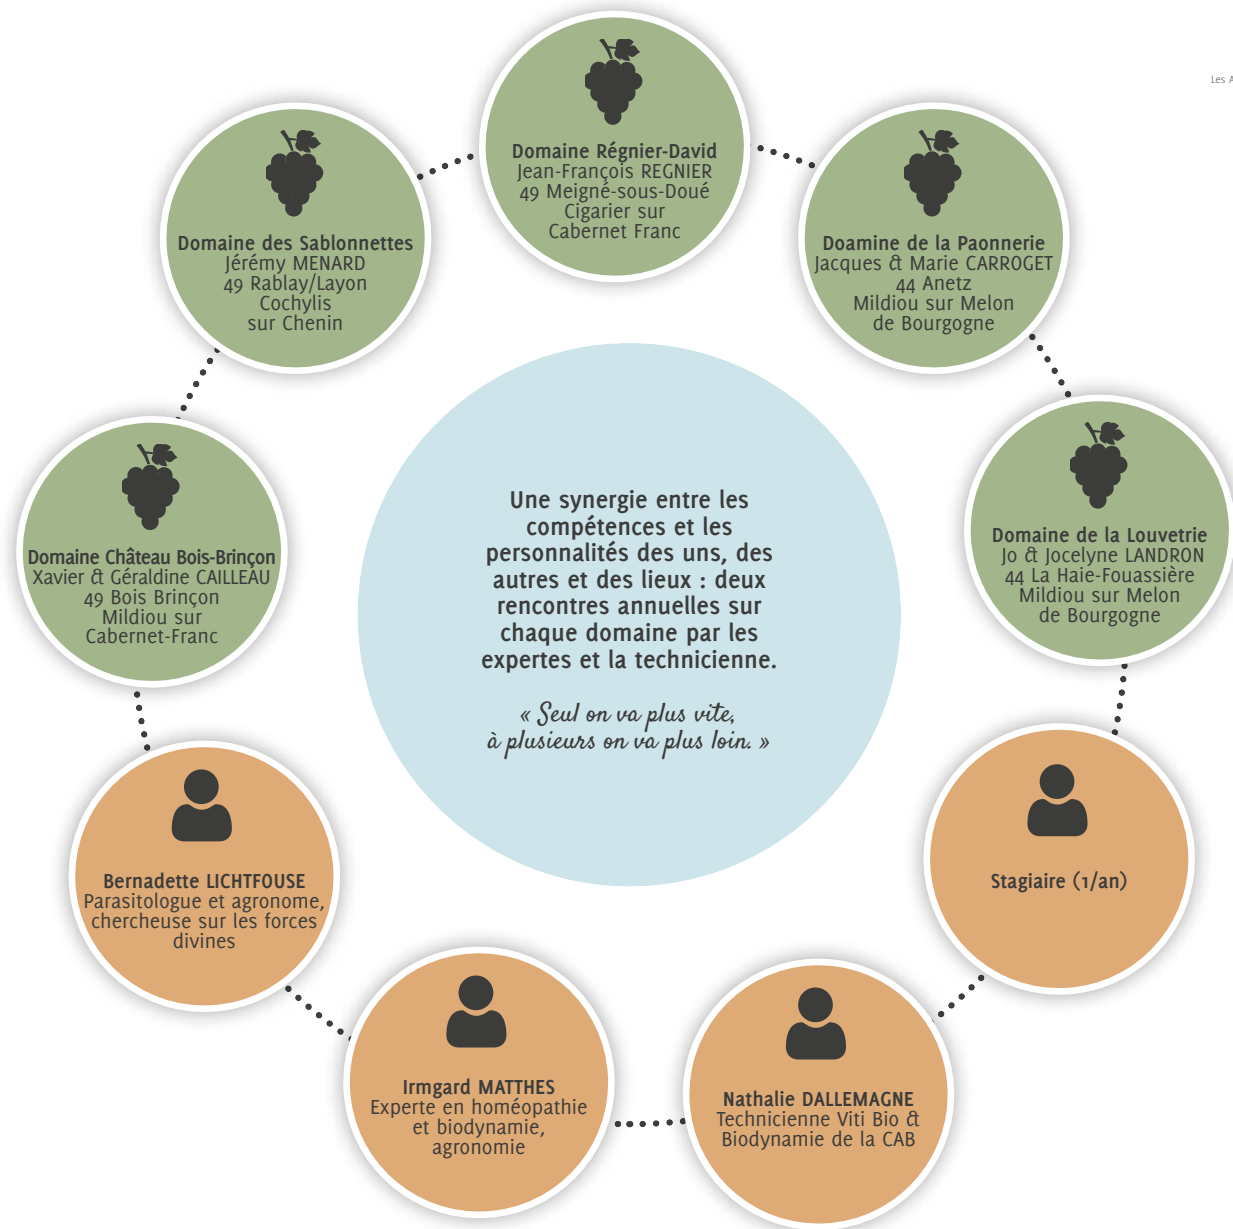 Les A
Domaine Régnier-David
Jean-François REGNIER
49 Meigné-sous-Doué
Cigarier sur
Cabernet Franc
Domaine des Sablonnettes
Jérémy MENARD
49 Rablay/Layon
Cochylis
sur Chenin
Doamine de la Paonnerie
Jacques & Marie CARROGET
44 Anetz
Mildiou sur Melon
de Bourgogne
Domaine Château Bois-Brinçon
Xavier & Géraldine CAILLEAU
49 Bois Brinçon
Mildiou sur
Cabernet-Franc
Une synergie entre les
compétences et les
personnalités des uns, des
autres et des lieux : deux
rencontres annuelles sur
chaque domaine par les
expertes et la technicienne.
« Seul on va plus vite,
à plusieurs on va plus loin. »
Domaine de la Louvetrie
Jo & Jocelyne LANDRON
44 La Haie-Fouassière
Mildiou sur Melon
de Bourgogne
Bernadette LICHTFOUSE
Parasitologue et agronome,
chercheuse sur les forces
divines
Stagiaire (1/an)
Irmgard MATTHES
Experte en homéopathie
et biodynamie,
agronomie
Nathalie DALLEMAGNE
Technicienne Viti Bio &
Biodynamie de la CAB